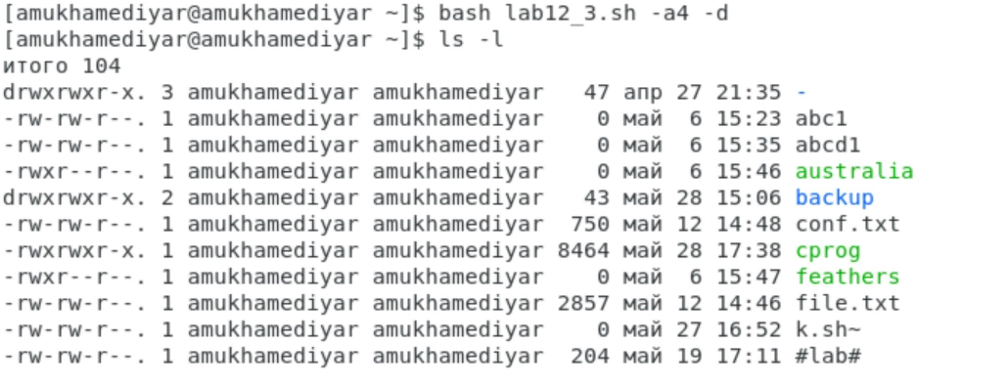 [amukhamediyar@amukhamediyar ~]$ bash lab12_3.sh -a4 -d
[amukhamediyar@amukhamediyar ~]$ ls -l
итого 104
drwxrwxr-x. 3 amukhamediyar amukhamediyar   47 апр 27 21:35 -
-rw-rw-r--. 1 amukhamediyar amukhamediyar    0 май  6 15:23 abc1
-rw-rw-r--. 1 amukhamediyar amukhamediyar    0 май  6 15:35 abcd1
-rwxr--r--. 1 amukhamediyar amukhamediyar    0 май  6 15:46 australia
drwxrwxr-x. 2 amukhamediyar amukhamediyar   43 май 28 15:06 backup
-rw-rw-r--. 1 amukhamediyar amukhamediyar  750 май 12 14:48 conf.txt
-rwxrwxr-x. 1 amukhamediyar amukhamediyar 8464 май 28 17:38 cprog
-rwxr--r--. 1 amukhamediyar amukhamediyar    0 май  6 15:47 feathers
-rw-rw-r--. 1 amukhamediyar amukhamediyar 2857 май 12 14:46 file.txt
-rw-rw-r--. 1 amukhamediyar amukhamediyar    0 май 27 16:52 k.sh~
-rw-rw-r--. 1 amukhamediyar amukhamediyar  204 май 19 17:11 #lab#